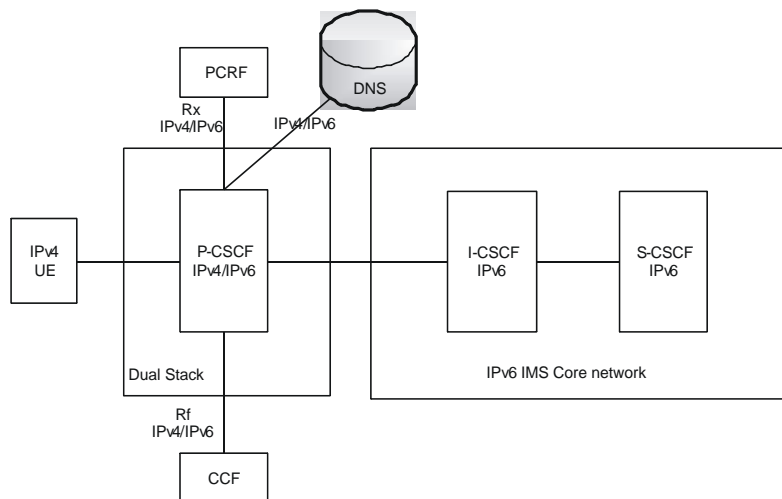 PCRF
DNS
Rx
IPv4/IPv6
IPv4/IPv6
IPv4
UE
P-CSCF
IPv4/IPv6
I-CSCF
IPv6
S-CSCF
IPv6
Dual Stack
IPv6 IMS Core network
Rf
IPv4/IPv6
CCF